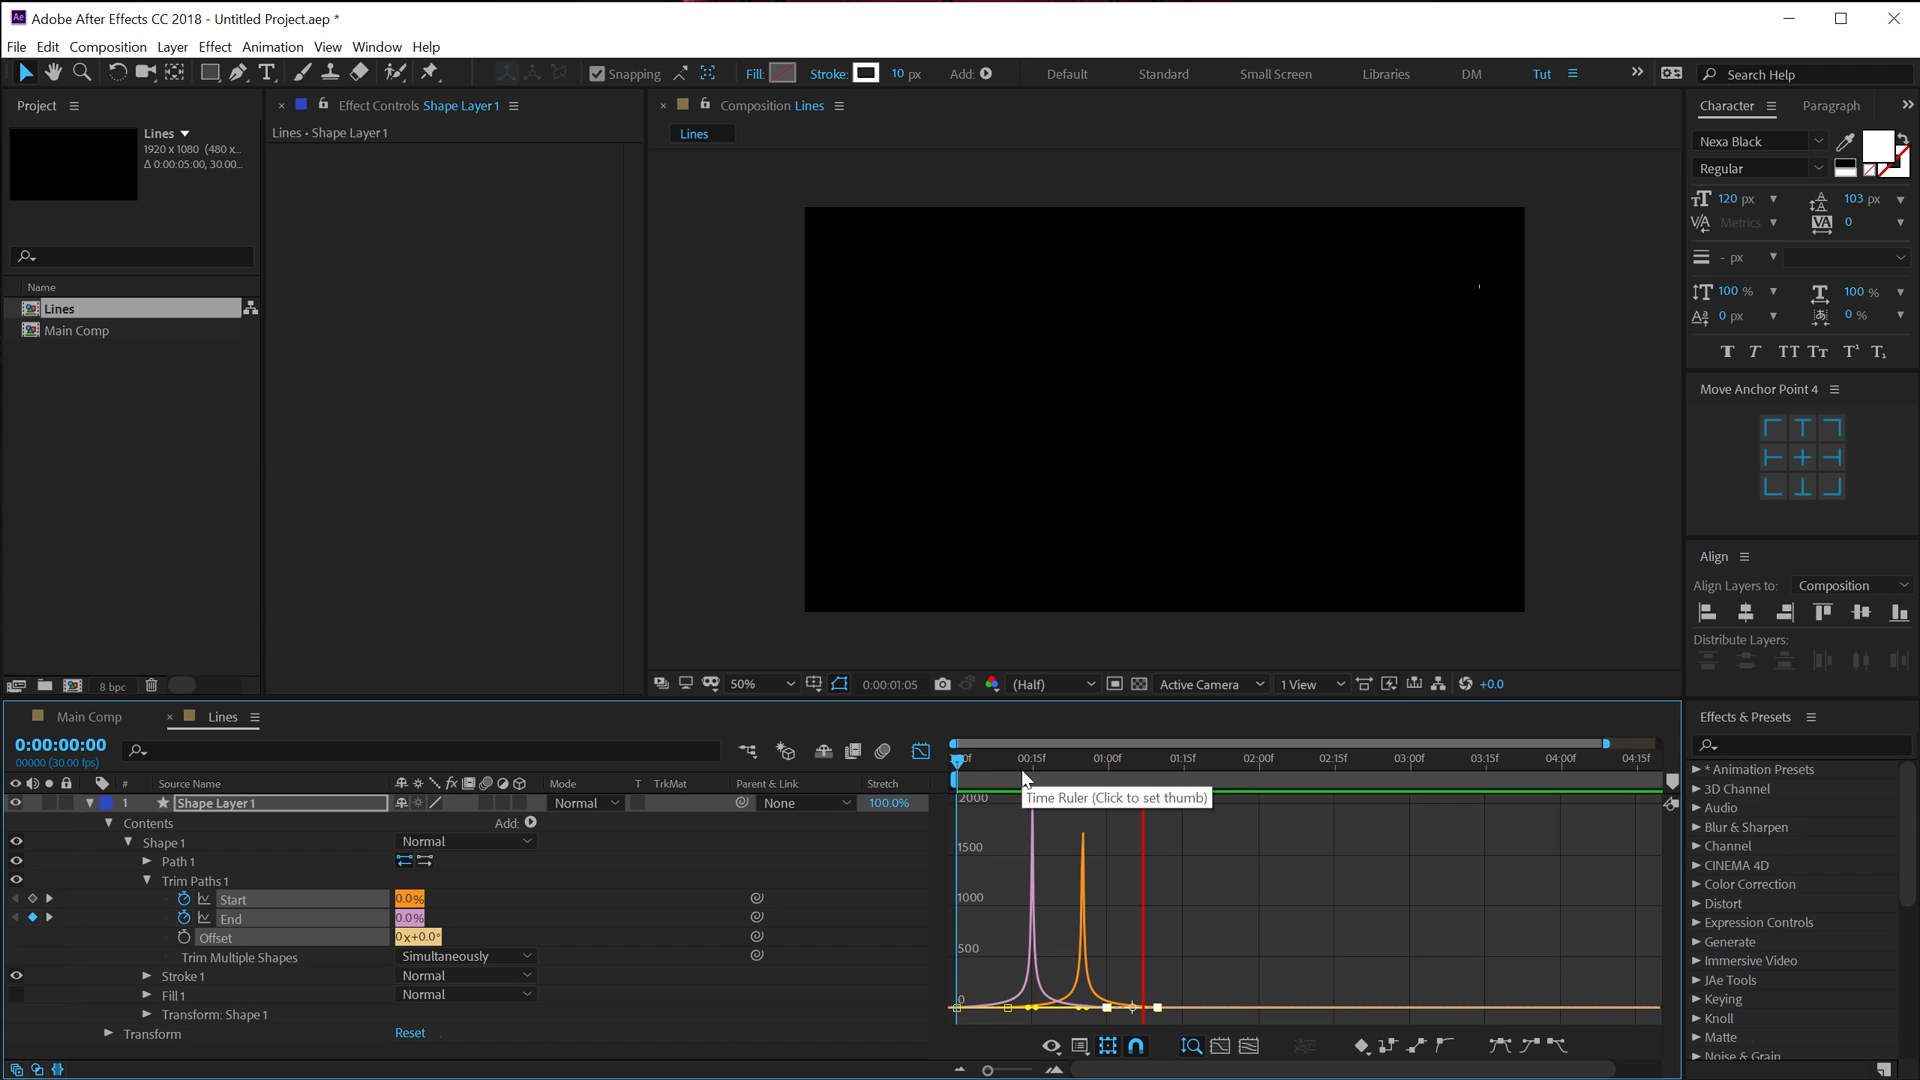 Adobe After Effects CC 2018 - Untitled Project.aep *
File Edit Composition Layer Effect Animation View Window Help
Snapping Fill: Stroke: 10 px Add: Default Standard Small Screen Libraries DM Tut Search Help
Project
Lines
1920 x 1080 (480 x...
Δ 0:00:05:00, 30.00...
Name
Lines
Main Comp
8 bpc
Effect Controls Shape Layer 1
Lines • Shape Layer 1
Composition Lines
Lines
50% 0:00:01:05 (Half) Active Camera 1 View +0.0
Character Paragraph
Nexa Black
Regular
120 px 103 px
Metrics 0
- px
100 % 100 %
0 px 0 %
T T TT Tt T¹ T₁
Move Anchor Point 4
Align
Align Layers to: Composition
Distribute Layers:
Main Comp Lines
0:00:00:00
00000 (30.00 fps)
# Source Name Mode T TrkMat Parent & Link Stretch
1 Shape Layer 1 Normal None 100.0%
Contents Add:
Shape 1 Normal
Path 1
Trim Paths 1
Start 0.0%
End 0.0%
Offset 0x+0.0°
Trim Multiple Shapes Simultaneously
Stroke 1 Normal
Fill 1 Normal
Transform: Shape 1
Transform Reset
00f 00:15f 01:00f 01:15f 02:00f 02:15f 03:00f 03:15f 04:00f 04:15f
Time Ruler (Click to set thumb)
2000
1500
1000
500
0
Effects & Presets
* Animation Presets
3D Channel
Audio
Blur & Sharpen
Channel
CINEMA 4D
Color Correction
Distort
Expression Controls
Generate
Immersive Video
JAe Tools
Keying
Knoll
Matte
Noise & Grain